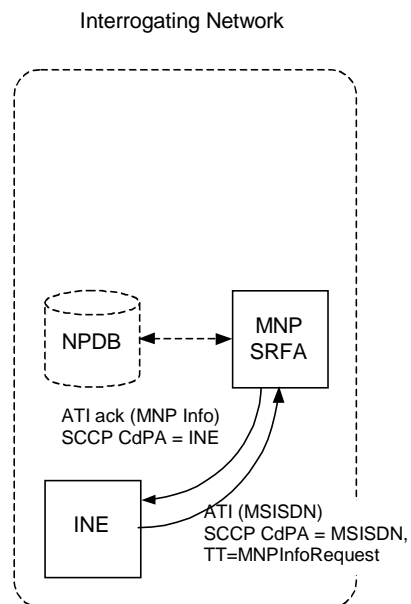 Interrogating Network
NPDB
MNP
SRFA
ATI ack (MNP Info)
SCCP CdPA = INE
INE
ATI (MSISDN)
SCCP CdPA = MSISDN,
TT=MNPInfoRequest